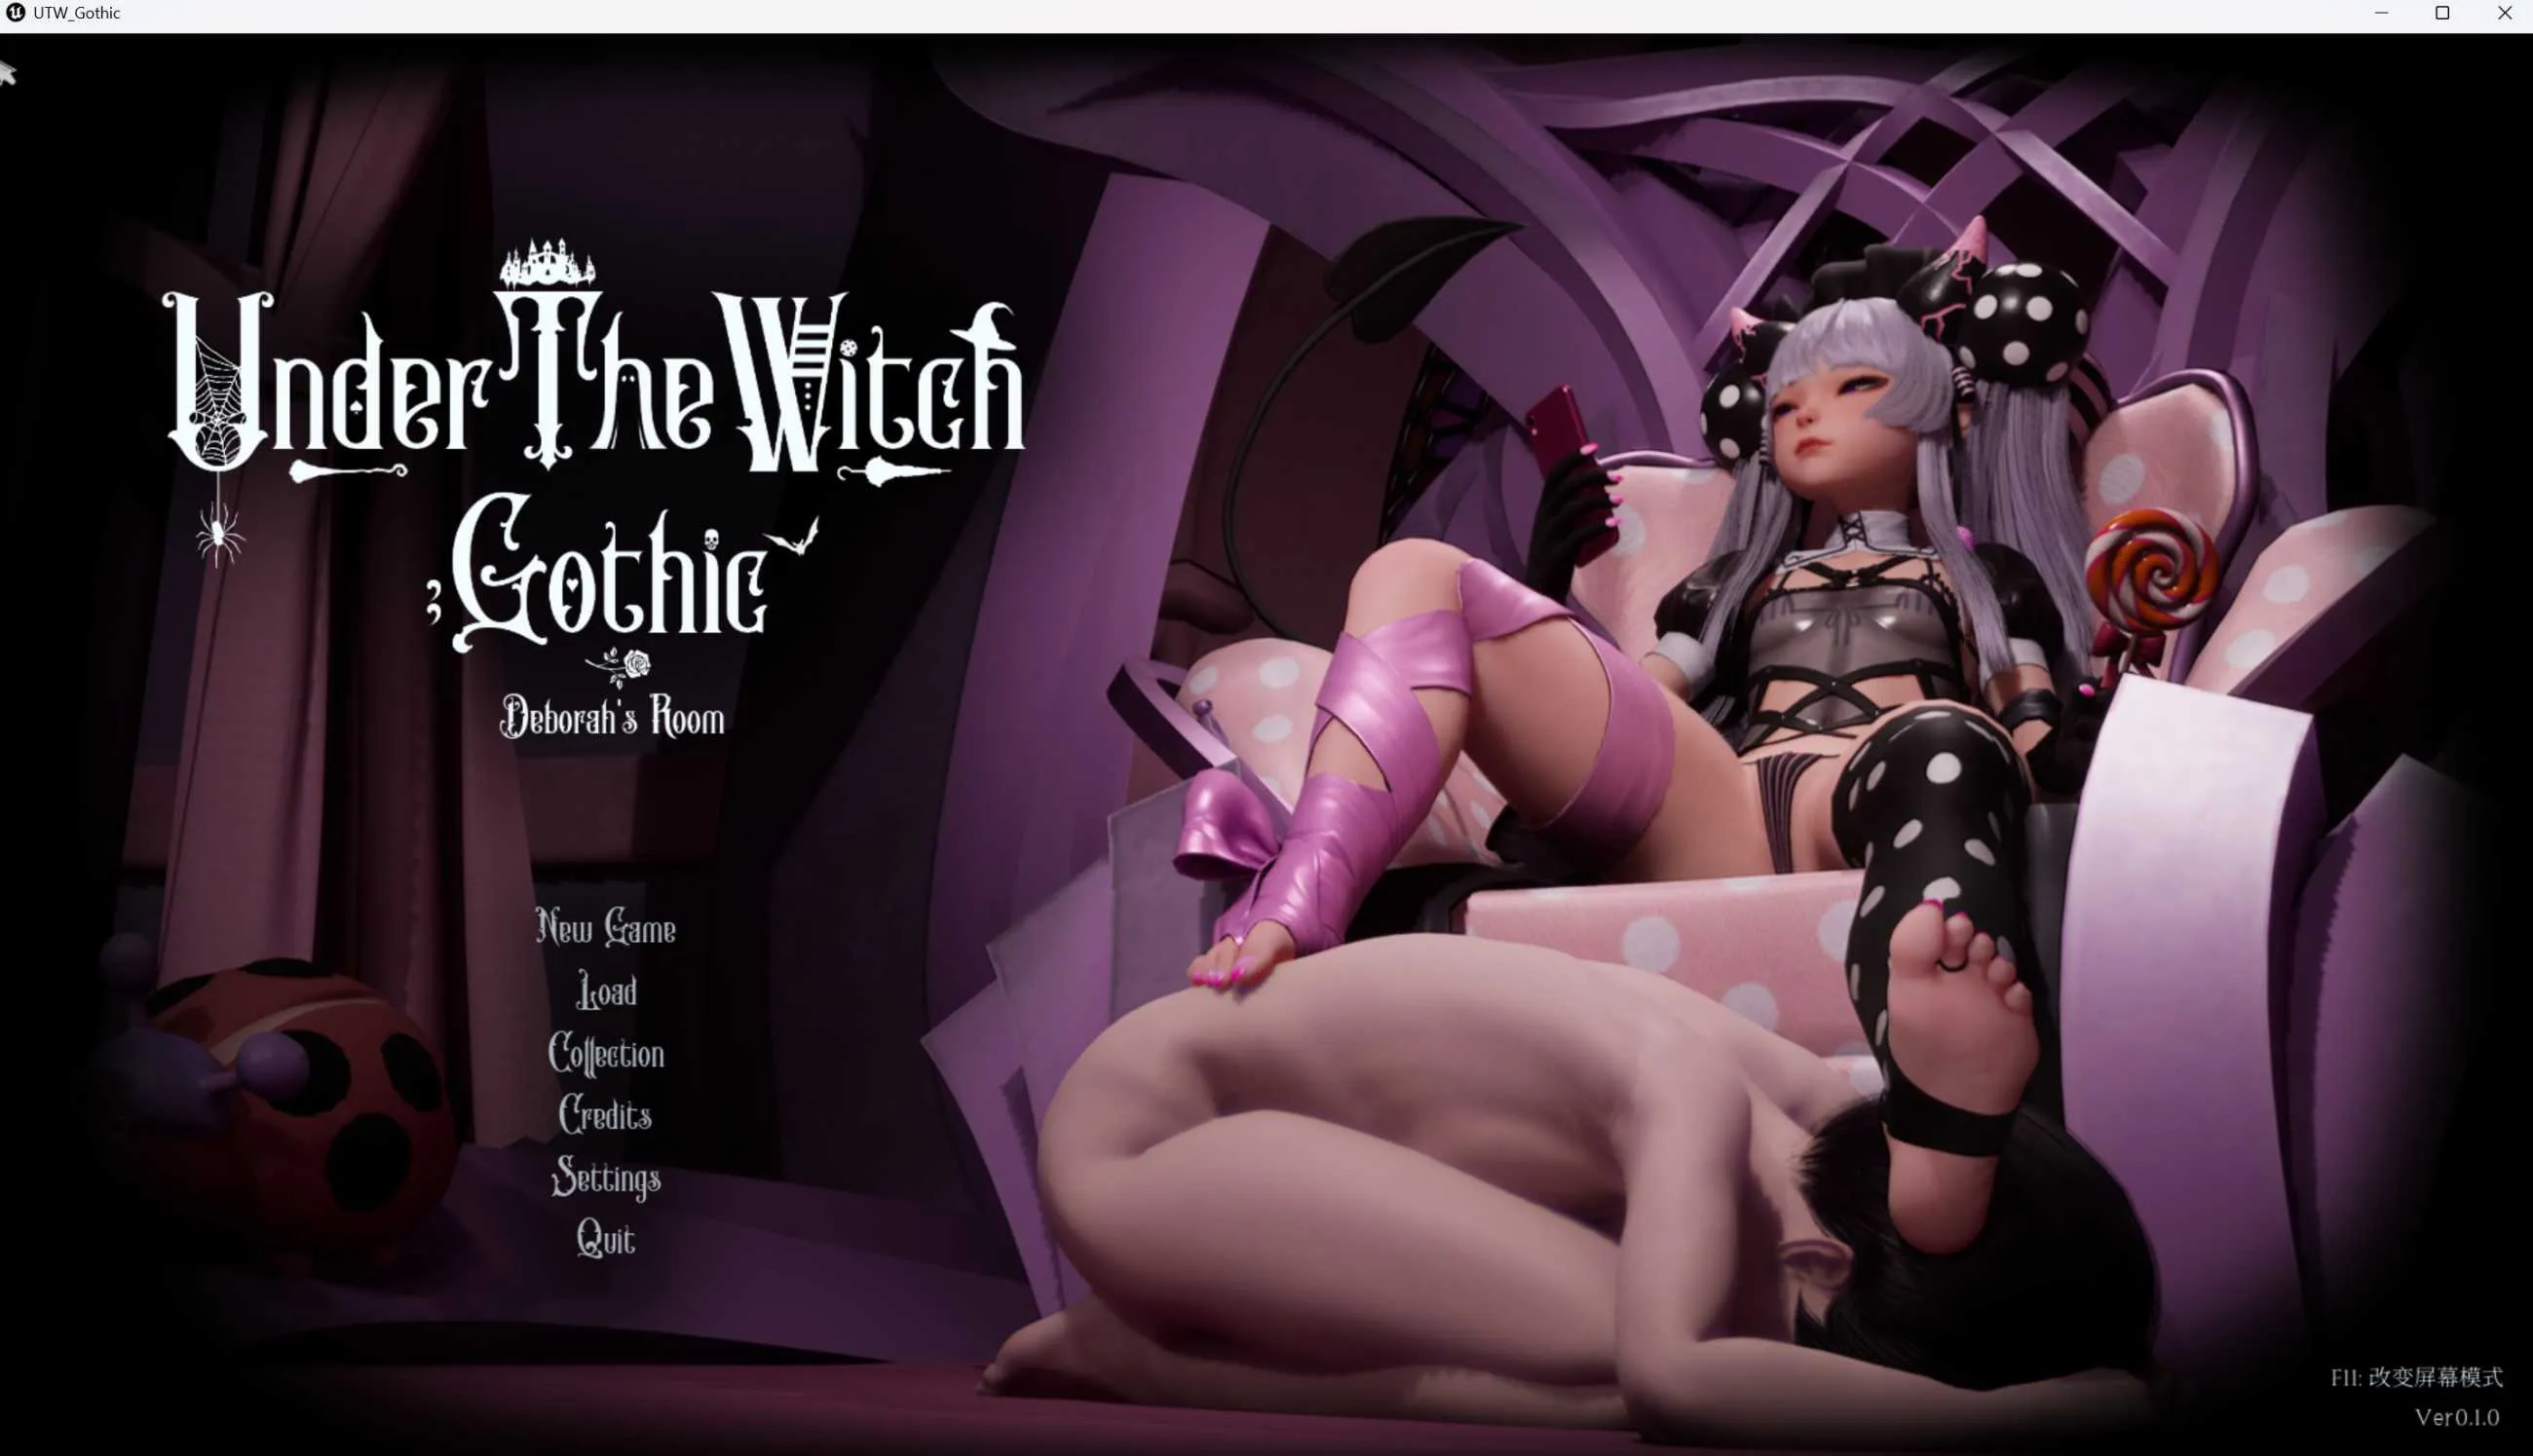 UTW_Gothic
Under The Witch
Gothic
Deborah's Room
New Game
Load
Collection
Credits
Settings
Quit
F11: 改变屏幕模式
Ver0.1.0